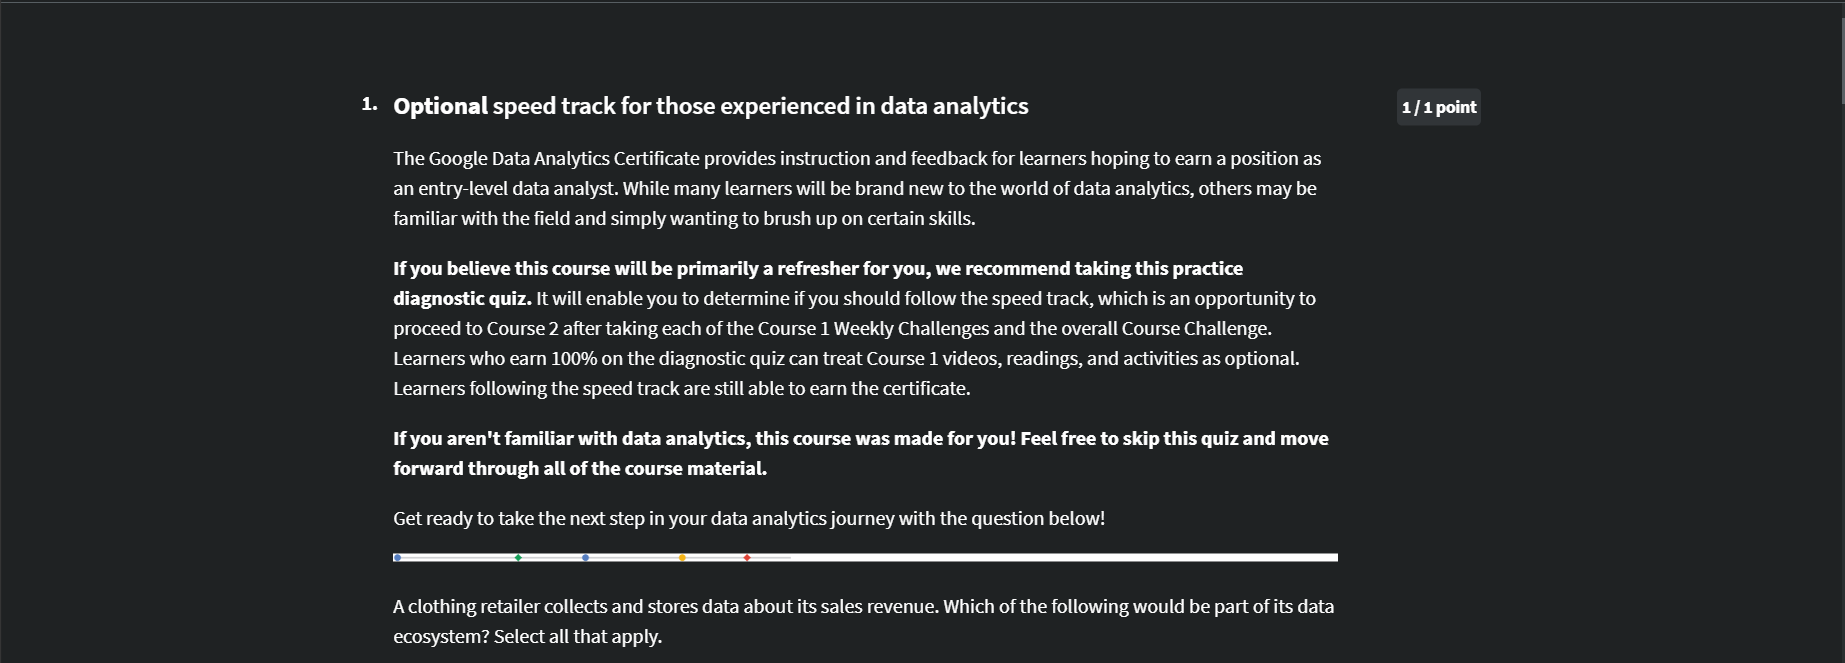 1. Optional speed track for those experienced in data analytics
1 / 1 point
The Google Data Analytics Certificate provides instruction and feedback for learners hoping to earn a position as
an entry-level data analyst. While many learners will be brand new to the world of data analytics, others may be
familiar with the field and simply wanting to brush up on certain skills.
If you believe this course will be primarily a refresher for you, we recommend taking this practice
diagnostic quiz. It will enable you to determine if you should follow the speed track, which is an opportunity to
proceed to Course 2 after taking each of the Course 1 Weekly Challenges and the overall Course Challenge.
Learners who earn 100% on the diagnostic quiz can treat Course 1 videos, readings, and activities as optional.
Learners following the speed track are still able to earn the certificate.
If you aren't familiar with data analytics, this course was made for you! Feel free to skip this quiz and move
forward through all of the course material.
Get ready to take the next step in your data analytics journey with the question below!
A clothing retailer collects and stores data about its sales revenue. Which of the following would be part of its data
ecosystem? Select all that apply.